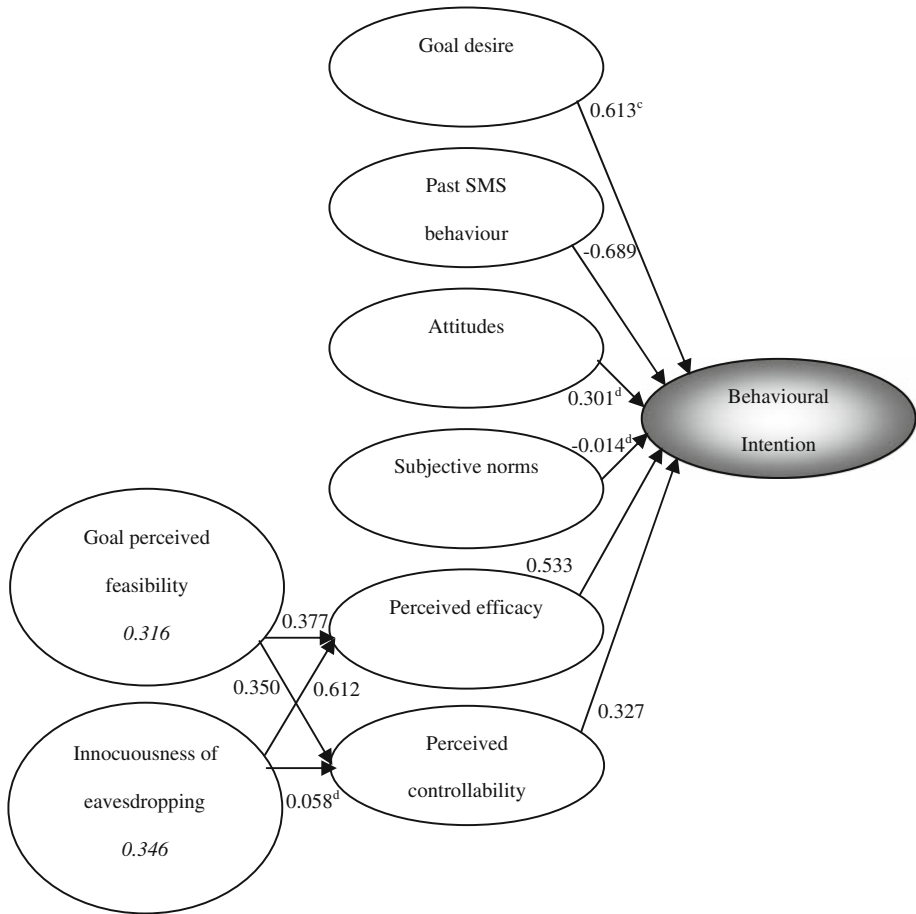 Goal desire
0.613ᶜ
Past SMS
behaviour
-0.689
Attitudes
0.301ᵈ
Behavioural
Intention
-0.014ᵈ
Subjective norms
Goal perceived
feasibility
0.316
0.533
Perceived efficacy
0.377
0.350
0.612
0.327
Innocuousness of
eavesdropping
0.346
0.058ᵈ
Perceived
controllability